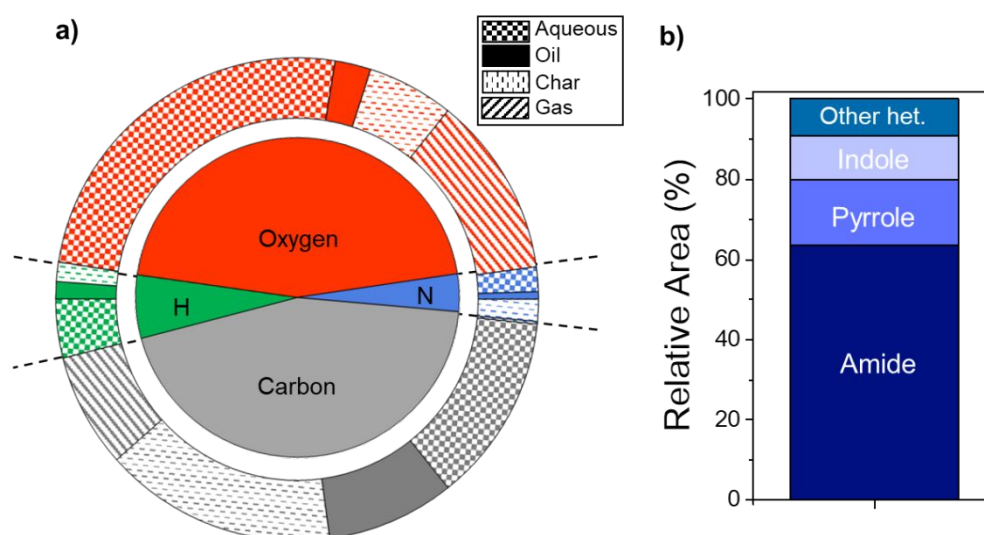 a)
Aqueous
Oil
Char
Gas
Oxygen
H
N
Carbon
b)
Relative Area (%)
100
80
60
40
20
0
Other het.
Indole
Pyrrole
Amide